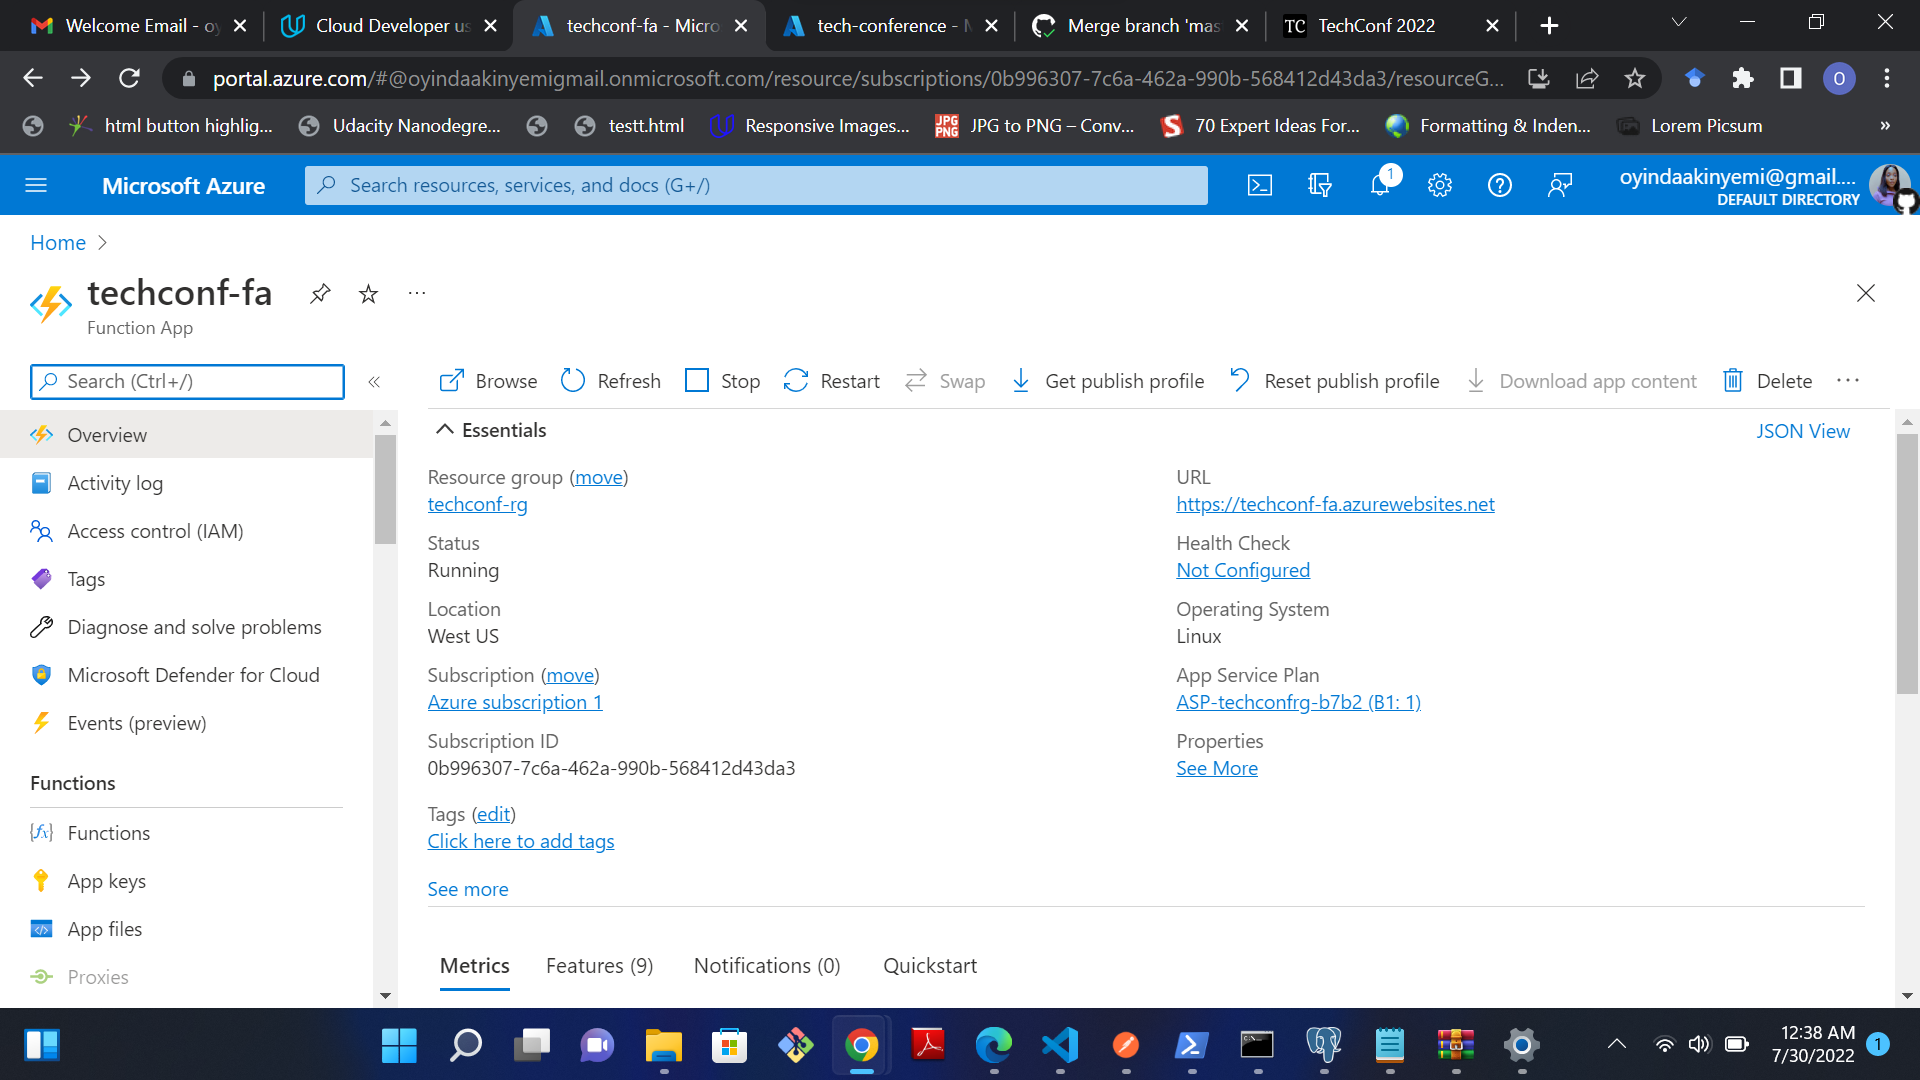 Welcome Email - oy
Cloud Developer us
techconf-fa - Micro
tech-conference - M
Merge branch 'mas
TC TechConf 2022
portal.azure.com/#@oyindaakinyemigmail.onmicrosoft.com/resource/subscriptions/0b996307-7c6a-462a-990b-568412d43da3/resourceG...
O
html button highlig...
Udacity Nanodegre...
testt.html
Responsive Images...
JPG PNG JPG to PNG – Conv...
70 Expert Ideas For...
Formatting & Inden...
Lorem Picsum
»
Microsoft Azure
Search resources, services, and docs (G+/)
1
oyindaakinyemi@gmail....
DEFAULT DIRECTORY
Home
techconf-fa
Function App
Search (Ctrl+/)
Browse
Refresh
Stop
Restart
Swap
Get publish profile
Reset publish profile
Download app content
Delete
Overview
Activity log
Access control (IAM)
Tags
Diagnose and solve problems
Microsoft Defender for Cloud
Events (preview)
Functions
Functions
App keys
App files
Proxies
Essentials
JSON View
Resource group (move)
techconf-rg
Status
Running
Location
West US
Subscription (move)
Azure subscription 1
Subscription ID
0b996307-7c6a-462a-990b-568412d43da3
Tags (edit)
Click here to add tags
See more
URL
https://techconf-fa.azurewebsites.net
Health Check
Not Configured
Operating System
Linux
App Service Plan
ASP-techconfrg-b7b2 (B1: 1)
Properties
See More
Metrics
Features (9)
Notifications (0)
Quickstart
12:38 AM
7/30/2022
1